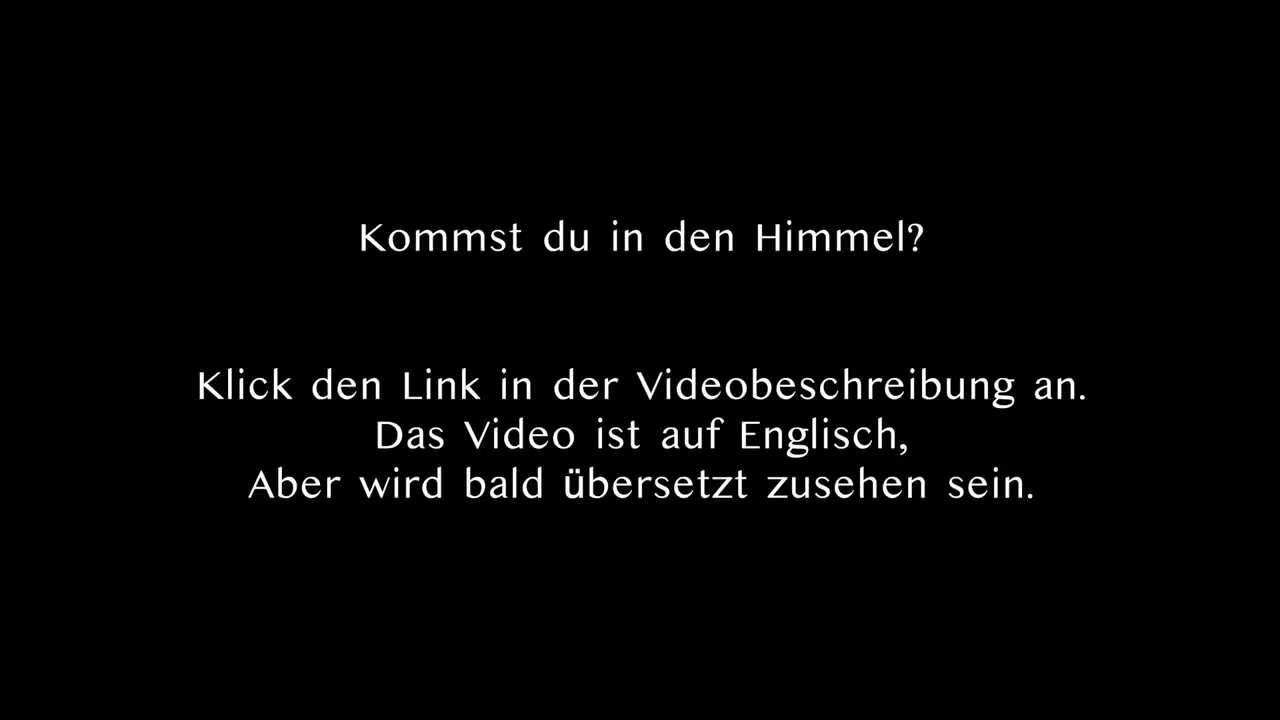 Kommst du in den Himmel?
Klick den Link in der Videobeschreibung an.
Das Video ist auf Englisch,
Aber wird bald übersetzt zusehen sein.